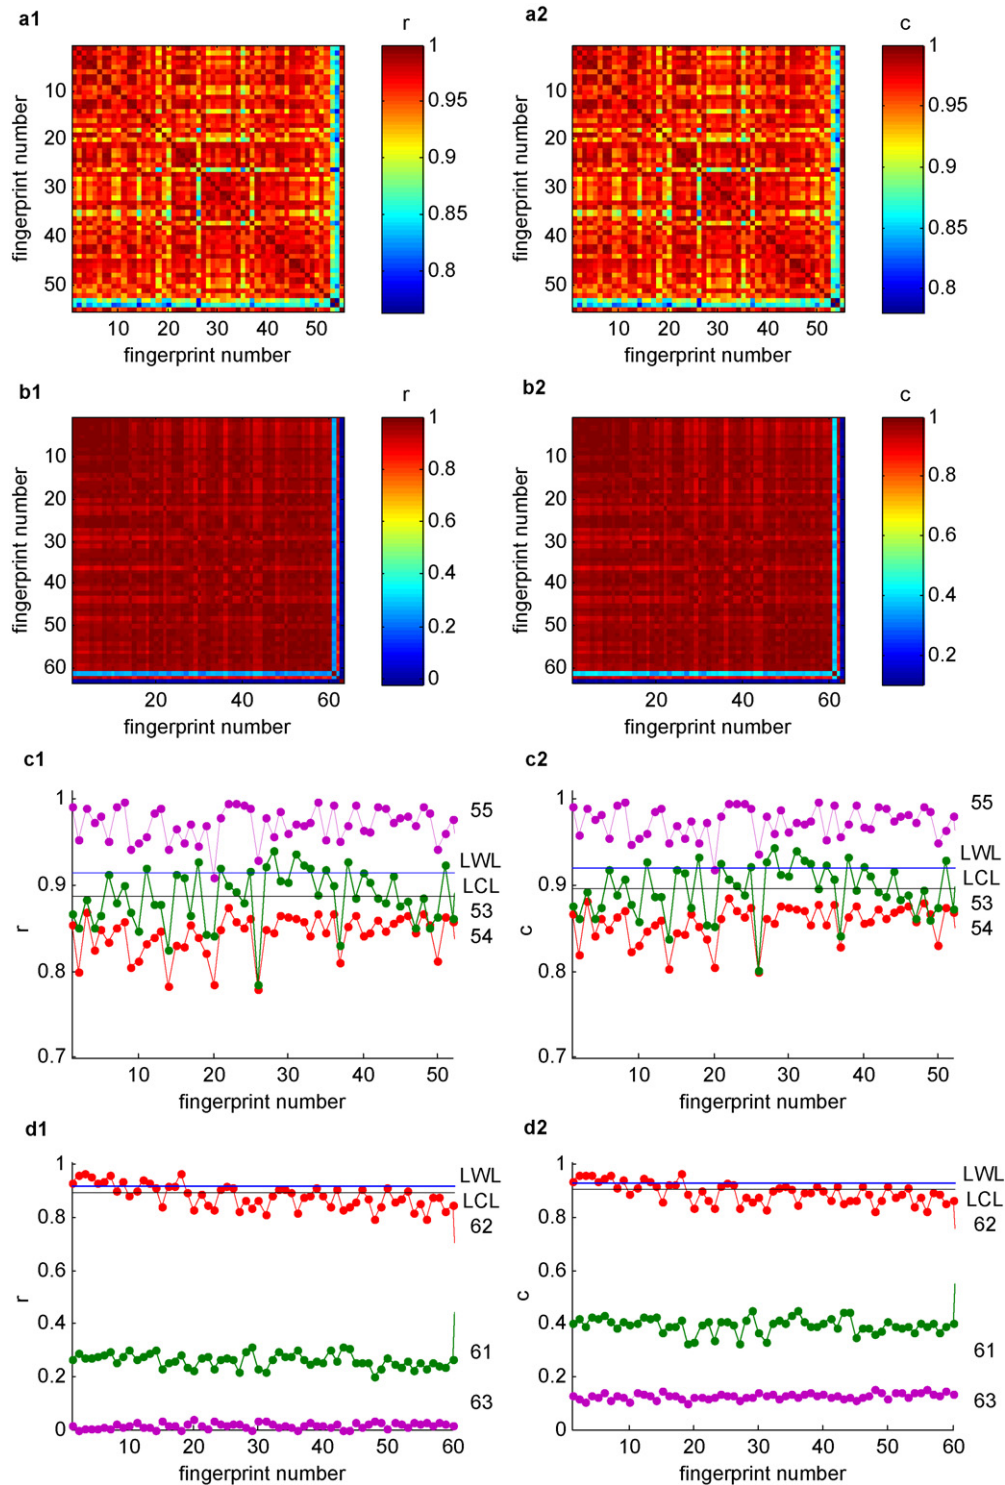 a1
r
a2
c
fingerprint number
10
20
30
40
50
10 20 30 40 50
fingerprint number
1
0.95
0.9
0.85
0.8
fingerprint number
10
20
30
40
50
10 20 30 40 50
fingerprint number
1
0.95
0.9
0.85
0.8
b1
r
b2
c
fingerprint number
10
20
30
40
50
60
20 40 60
fingerprint number
1
0.8
0.6
0.4
0.2
0
fingerprint number
10
20
30
40
50
60
20 40 60
fingerprint number
1
0.8
0.6
0.4
0.2
c1
r
1
0.9
0.8
0.7
10 20 30 40 50
fingerprint number
55
LWL
LCL
53
54
c2
c
1
0.9
0.8
0.7
10 20 30 40 50
fingerprint number
55
LWL
LCL
53
54
d1
r
1
0.8
0.6
0.4
0.2
0
10 20 30 40 50 60
fingerprint number
LWL
LCL
62
61
63
d2
c
1
0.8
0.6
0.4
0.2
0
10 20 30 40 50 60
fingerprint number
LWL
LCL
62
61
63